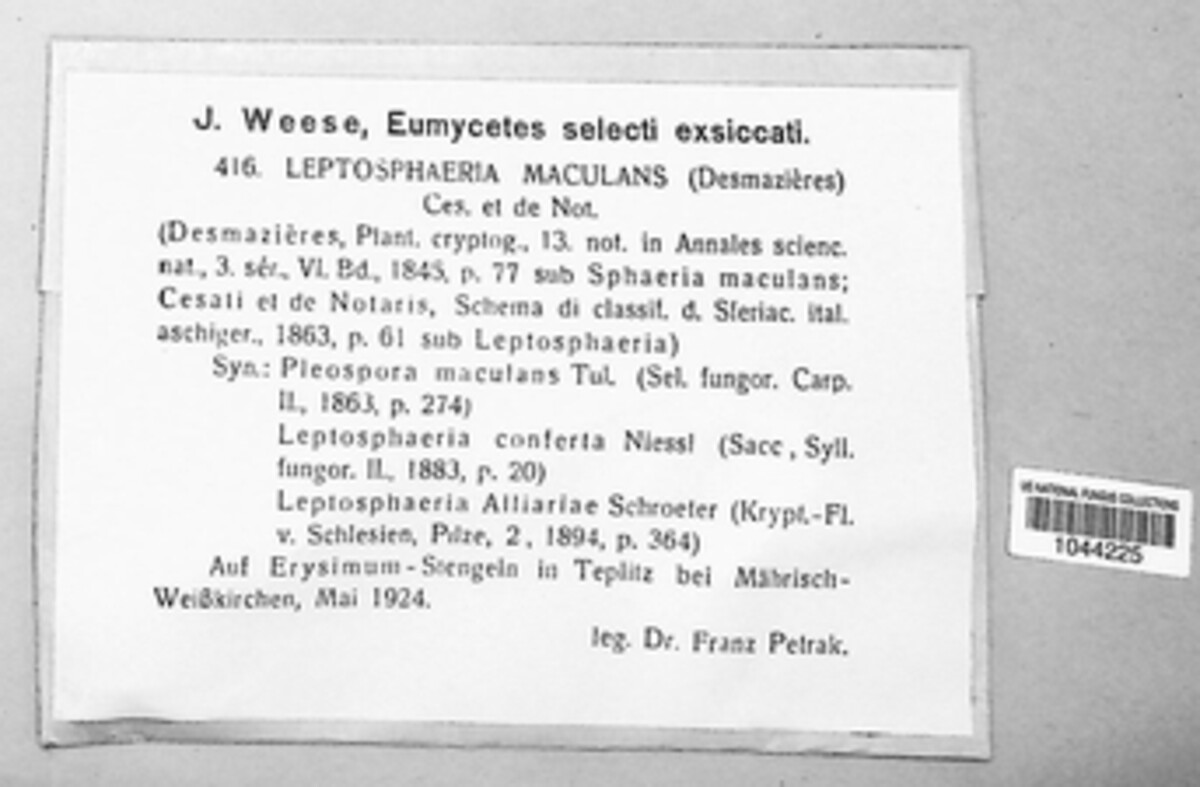 J. Weese, Eumycetes selecti exsiccati.
416. LEPTOSPHAERIA MACULANS (Desmazières)
Ces. et de Not.
(Desmazières, Plant. cryptog., 13. not. in Annales scienc.
nat., 3. sér., VI. Bd., 1845, p. 77 sub Sphaeria maculans;
Cesati et de Notaris, Schema di classif. d. Sferiac. ital.
aschiger., 1863, p. 61 sub Leptosphaeria)
Syn.: Pleospora maculans Tul. (Sel. fungor. Carp.
II., 1863, p. 274)
Leptosphaeria conferta Niessl (Sacc, Syll.
fungor. II., 1883, p. 20)
Leptosphaeria Alliariae Schroeter (Krypt.-Fl.
v. Schlesien, Pilze, 2, 1894, p. 364)
Auf Erysimum-Stengeln in Teplitz bei Mährisch-
Weißkirchen, Mai 1924.
leg. Dr. Franz Petrak.
US NATIONAL FUNGUS COLLECTIONS
1044225